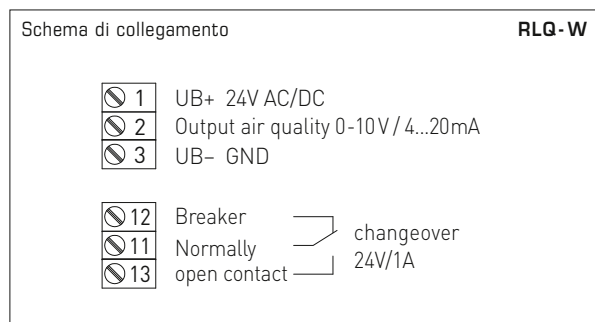 Schema di collegamento RLQ-W
1 UB+ 24V AC/DC
2 Output air quality 0-10V / 4...20mA
3 UB– GND
12 Breaker
changeover
11 Normally
24V/1A
13 open contact